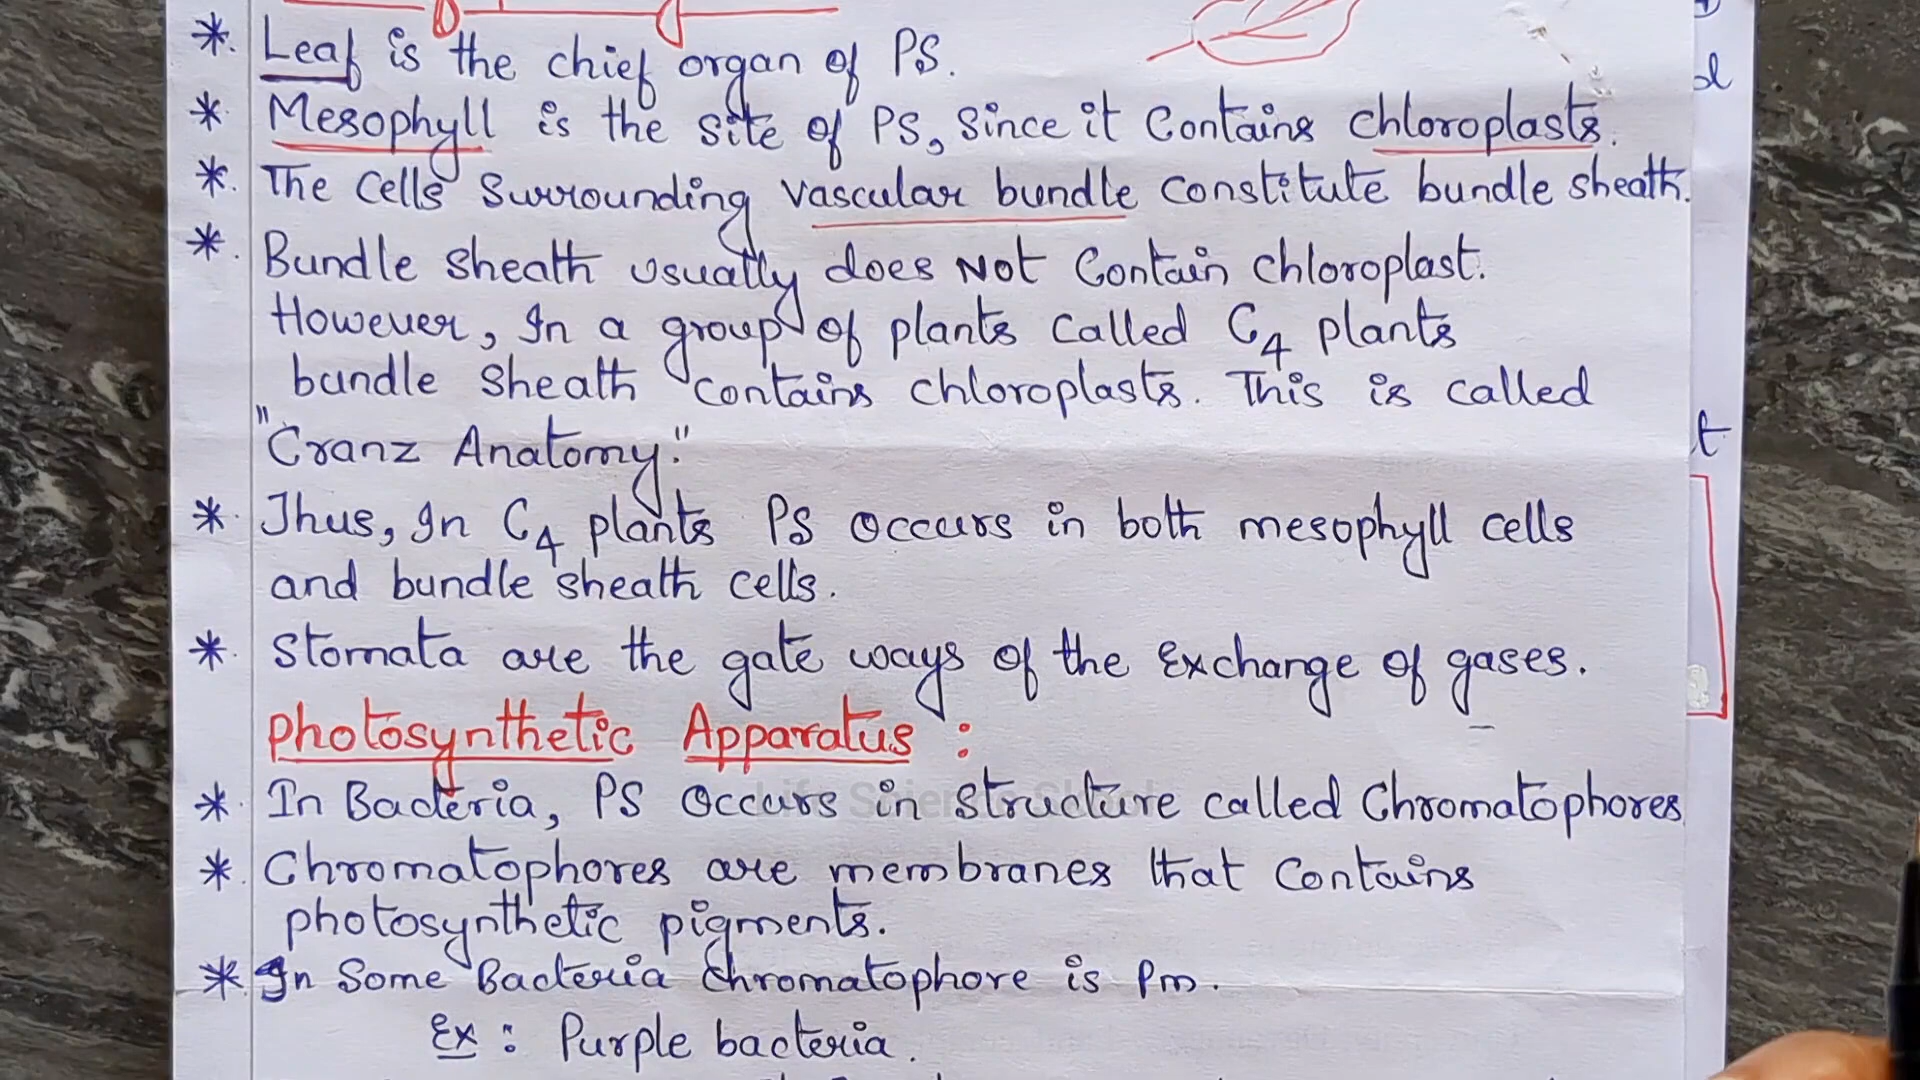 * Leaf is the chief organ of PS.
* Mesophyll is the site of PS, Since it Contains chloroplasts.
* The Cells Surrounding vascular bundle Constitute bundle sheath.
* Bundle sheath usually does NOT Contain chloroplast.
However, In a group of plants Called C4 plants
bundle sheath contains chloroplasts. This is called
"Cranz Anatomy."
* Thus, In C4 plants PS Occurs in both mesophyll cells
and bundle sheath cells.
* Stomata are the gate ways of the Exchange of gases.
Photosynthetic Apparatus :
* In Bacteria, PS Occurs in Structure called Chromatophores
* Chromatophores are membranes that Contains
photosynthetic pigments.
* In Some Bacteria chromatophore is Pm.
Ex : Purple bacteria.